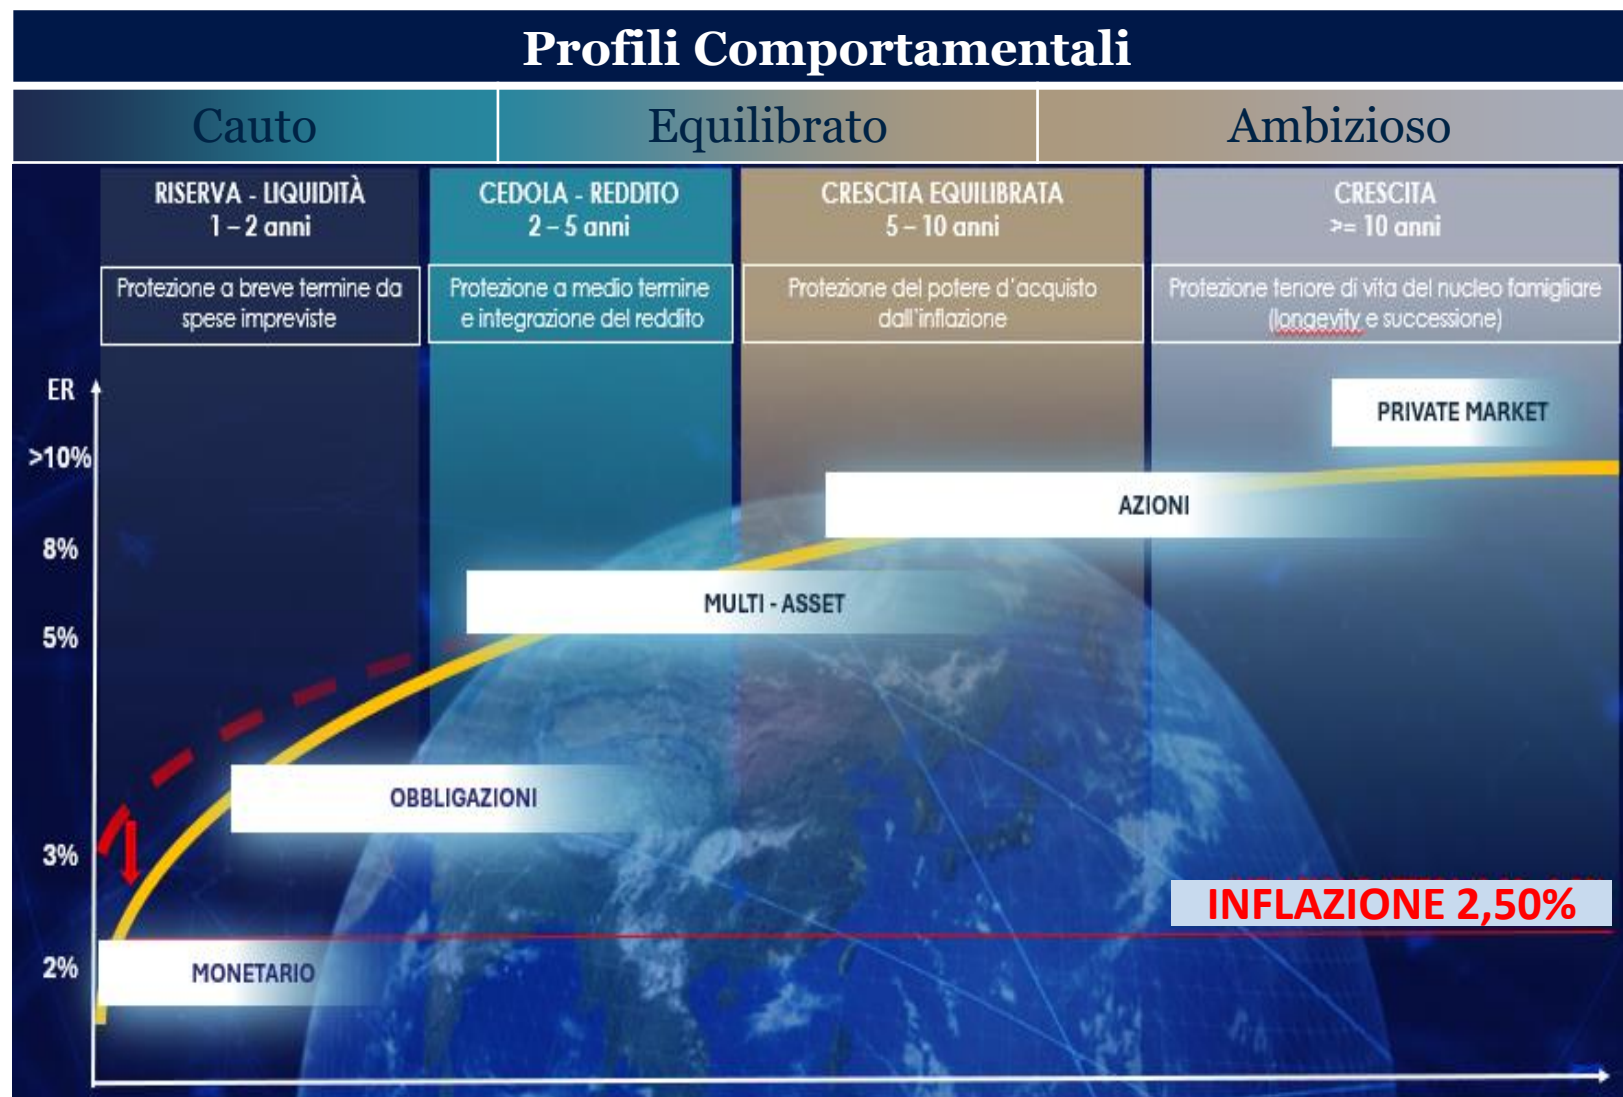 Profili Comportamentali
Cauto
Equilibrato
Ambizioso
RISERVA - LIQUIDITÀ
1 – 2 anni
CEDOLA - REDDITO
2 – 5 anni
CRESCITA EQUILIBRATA
5 – 10 anni
CRESCITA
>= 10 anni
Protezione a breve termine da
spese impreviste
Protezione a medio termine
e integrazione del reddito
Protezione del potere d'acquisto
dall'inflazione
Protezione tenore di vita del nucleo famigliare
(longevity e successione)
ER
PRIVATE MARKET
>10%
AZIONI
8%
MULTI - ASSET
5%
OBBLIGAZIONI
3%
INFLAZIONE 2,50%
2%
MONETARIO